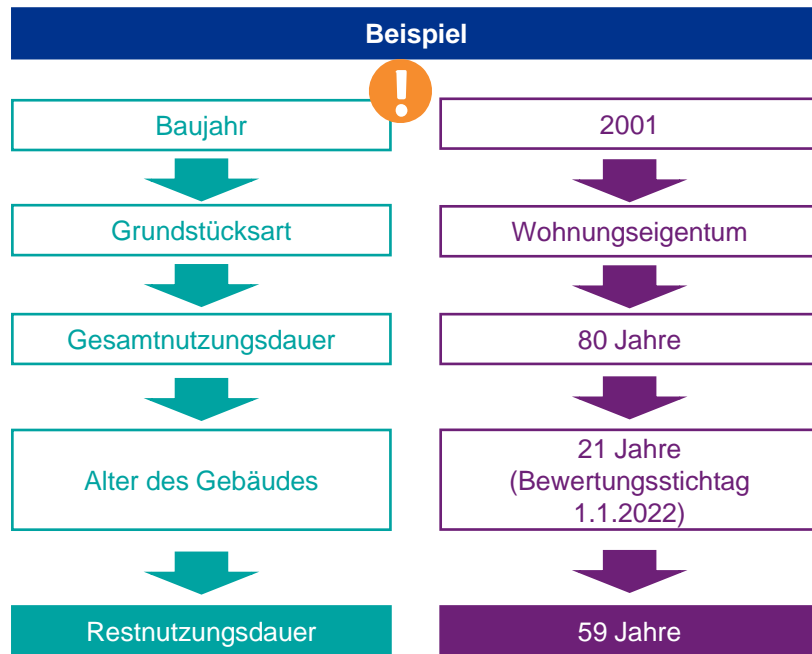 Beispiel
!
Baujahr
2001
Grundstücksart
Wohnungseigentum
Gesamtnutzungsdauer
80 Jahre
Alter des Gebäudes
21 Jahre
(Bewertungsstichtag
1.1.2022)
Restnutzungsdauer
59 Jahre